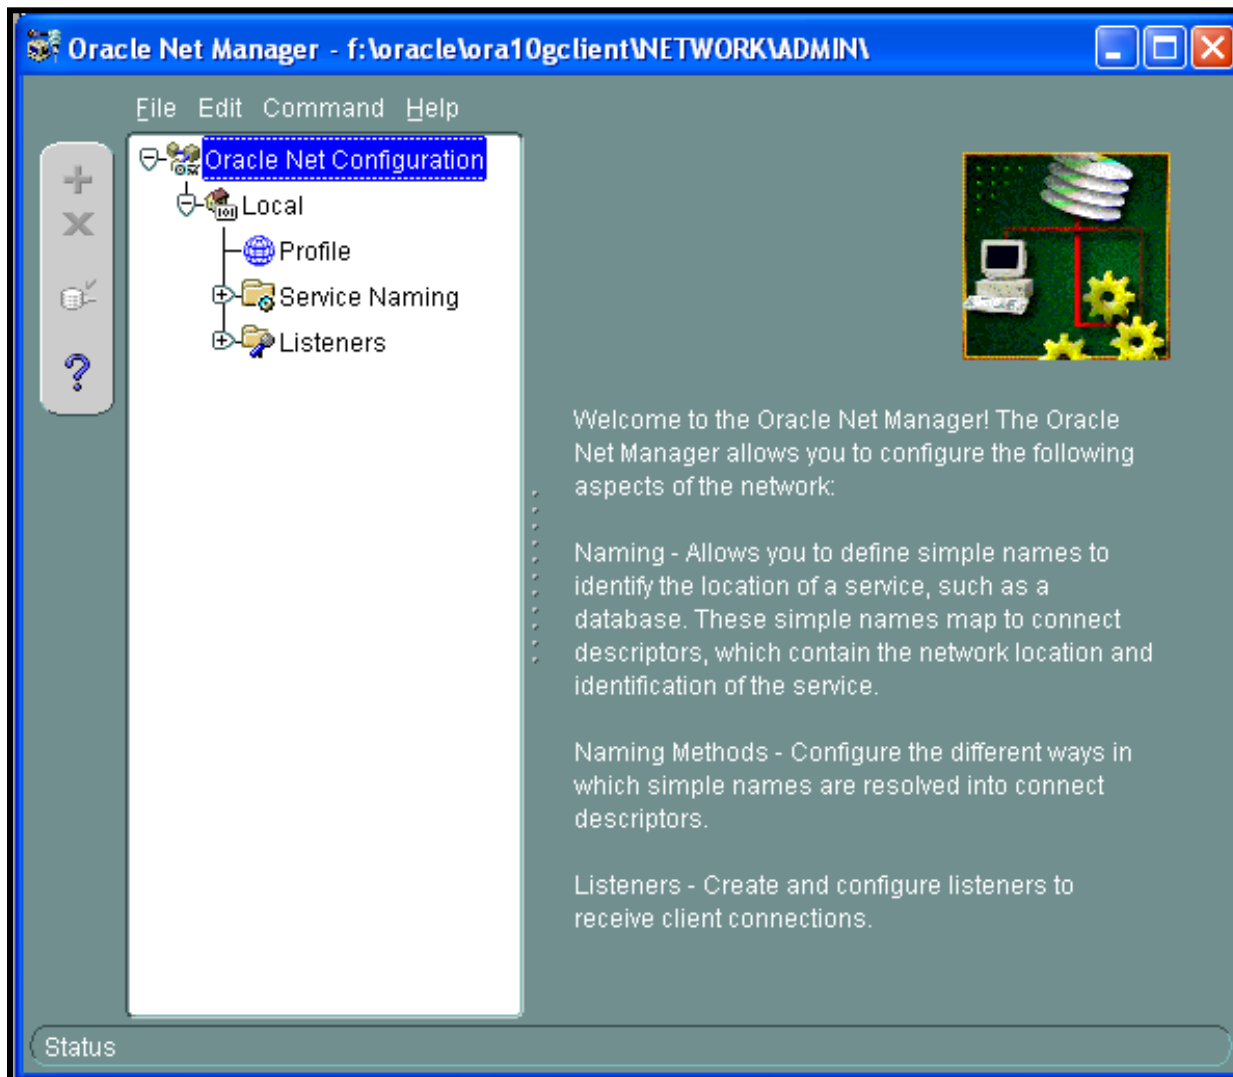 Oracle Net Manager - f:\oracle\ora10gclient\NETWORK\ADMIN\
File Edit Command Help
Oracle Net Configuration
Local
Profile
Service Naming
Listeners
Welcome to the Oracle Net Manager! The Oracle
Net Manager allows you to configure the following
aspects of the network:
Naming - Allows you to define simple names to
identify the location of a service, such as a
database. These simple names map to connect
descriptors, which contain the network location and
identification of the service.
Naming Methods - Configure the different ways in
which simple names are resolved into connect
descriptors.
Listeners - Create and configure listeners to
receive client connections.
Status